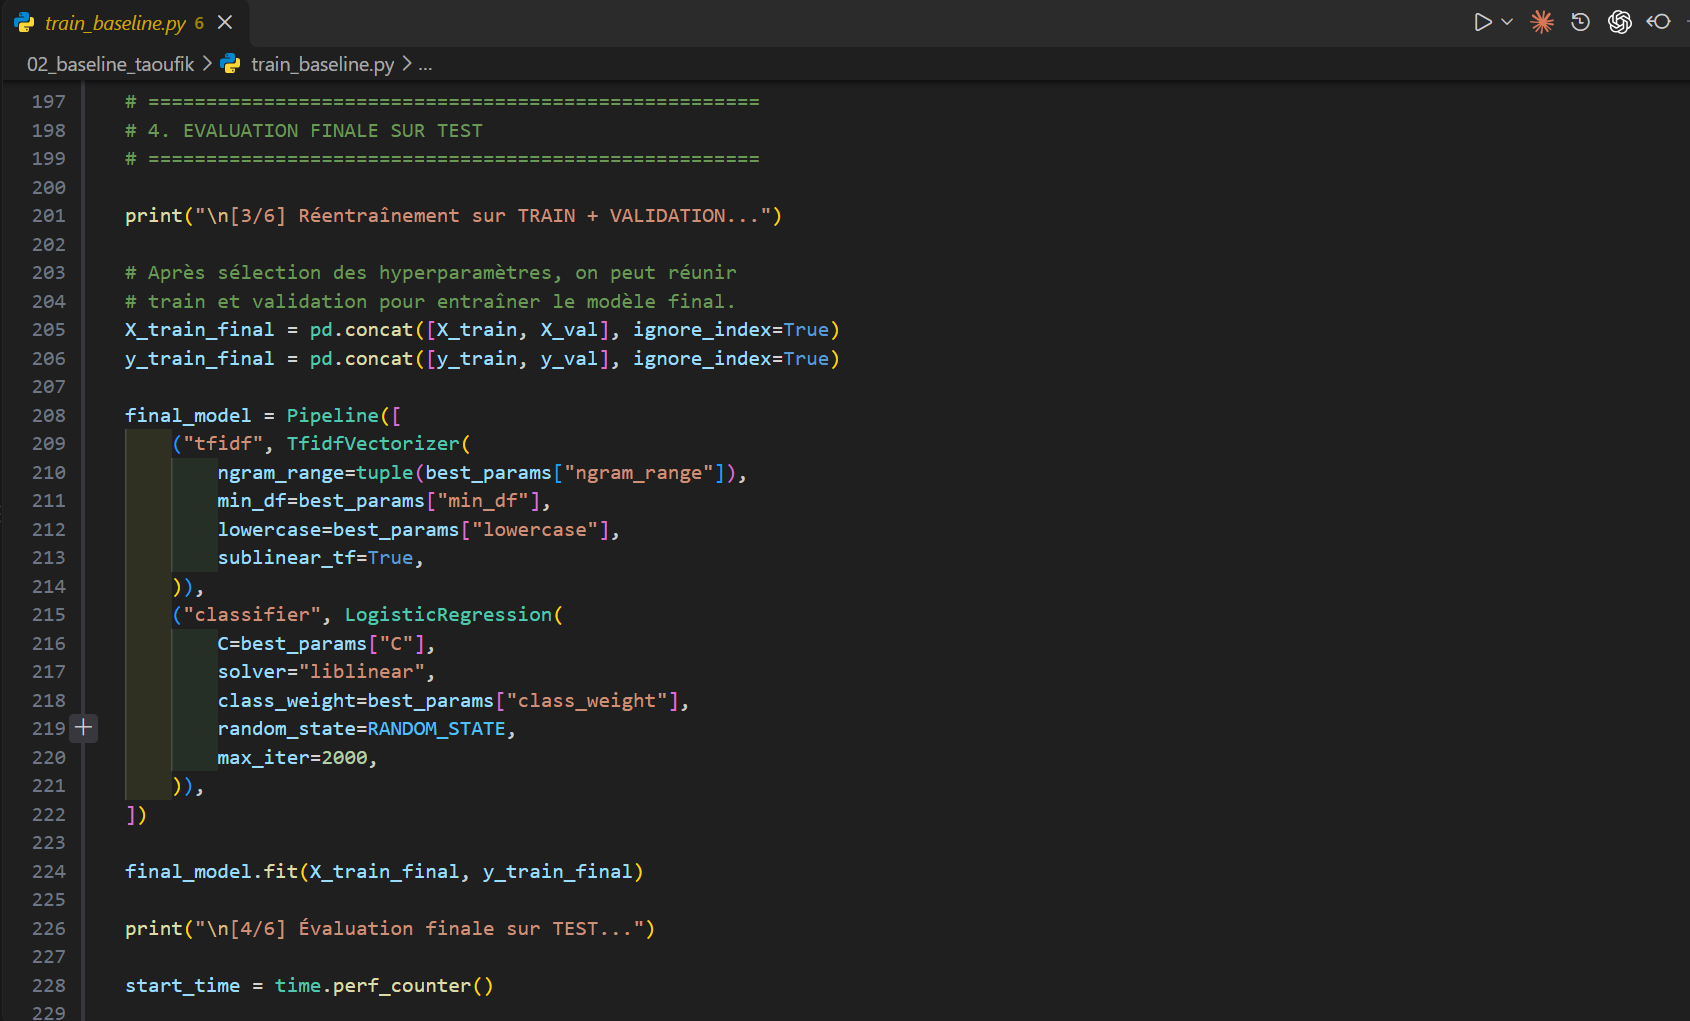 train_baseline.py 6
02_baseline_taoufik > train_baseline.py > ...
197 # =====================================================
198 # 4. EVALUATION FINALE SUR TEST
199 # =====================================================
200
201 print("\n[3/6] Réentraînement sur TRAIN + VALIDATION...")
202
203 # Après sélection des hyperparamètres, on peut réunir
204 # train et validation pour entraîner le modèle final.
205 X_train_final = pd.concat([X_train, X_val], ignore_index=True)
206 y_train_final = pd.concat([y_train, y_val], ignore_index=True)
207
208 final_model = Pipeline([
209     ("tfidf", TfidfVectorizer(
210         ngram_range=tuple(best_params["ngram_range"]),
211         min_df=best_params["min_df"],
212         lowercase=best_params["lowercase"],
213         sublinear_tf=True,
214     )),
215     ("classifier", LogisticRegression(
216         C=best_params["C"],
217         solver="liblinear",
218         class_weight=best_params["class_weight"],
219         random_state=RANDOM_STATE,
220         max_iter=2000,
221     )),
222 ])
223
224 final_model.fit(X_train_final, y_train_final)
225
226 print("\n[4/6] Évaluation finale sur TEST...")
227
228 start_time = time.perf_counter()
229